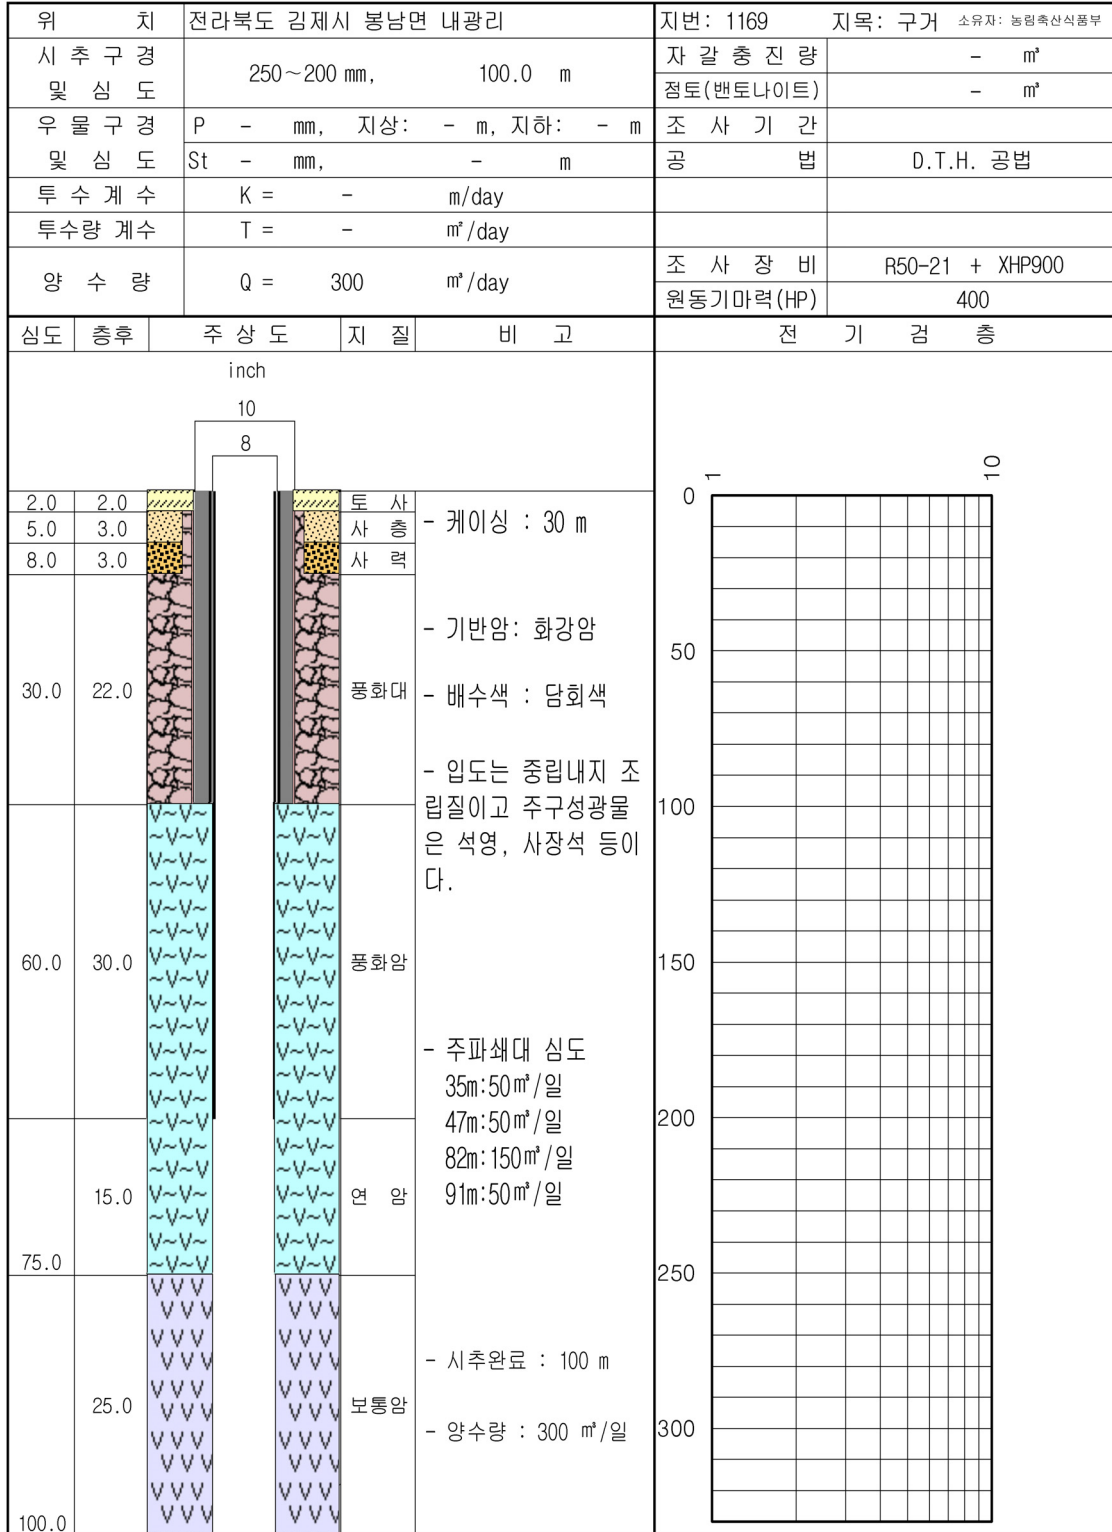 위 치 전라북도 김제시 봉남면 내광리 지번: 1169 지목: 구거 소유자: 농림축산식품부
시 추 구 경 및 심 도 250~200 mm, 100.0 m 자 갈 충 진 량 - m³
점토(밴토나이트) - m³
우 물 구 경 및 심 도 P - mm, 지상: - m, 지하: - m 조 사 기 간
St - mm, - m 공 법 D.T.H. 공법
투 수 계 수 K = - m/day
투수량 계수 T = - m²/day
양 수 량 Q = 300 m³/day 조 사 장 비 R50-21 + XHP900
원동기마력(HP) 400
심도 층후 주 상 도 지 질 비 고 전 기 검 층
inch
10
8
1 10
2.0 2.0 토 사
5.0 3.0 사 층
8.0 3.0 사 력
30.0 22.0 풍화대
60.0 30.0 풍화암
75.0 15.0 연 암
100.0 25.0 보통암
- 케이싱 : 30 m
- 기반암: 화강암
- 배수색 : 담회색
- 입도는 중립내지 조
립질이고 주구성광물
은 석영, 사장석 등이
다.
- 주파쇄대 심도
35m:50m³/일
47m:50m³/일
82m:150m³/일
91m:50m³/일
- 시추완료 : 100 m
- 양수량 : 300 m³/일
0
50
100
150
200
250
300